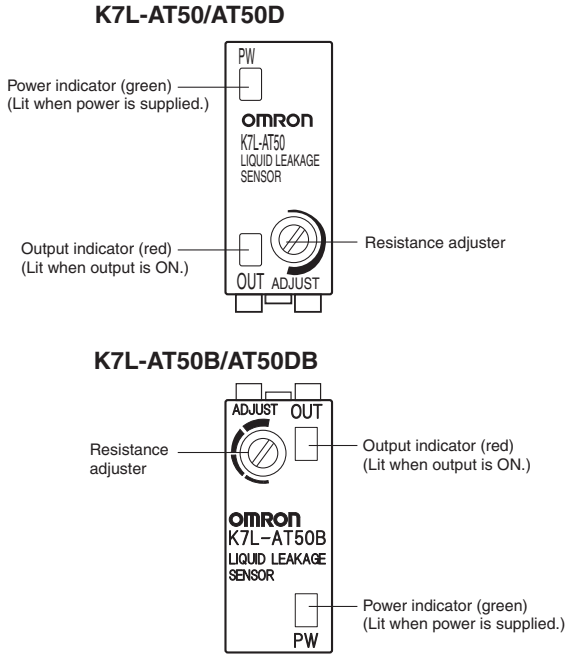 K7L-AT50/AT50D
PW
Power indicator (green)
(Lit when power is supplied.)
OMRON
K7L-AT50
LIQUID LEAKAGE
SENSOR
Output indicator (red)
(Lit when output is ON.)
Resistance adjuster
OUT ADJUST
K7L-AT50B/AT50DB
ADJUST OUT
Resistance
adjuster
Output indicator (red)
(Lit when output is ON.)
OMRON
K7L-AT50B
LIQUID LEAKAGE
SENSOR
Power indicator (green)
(Lit when power is supplied.)
PW